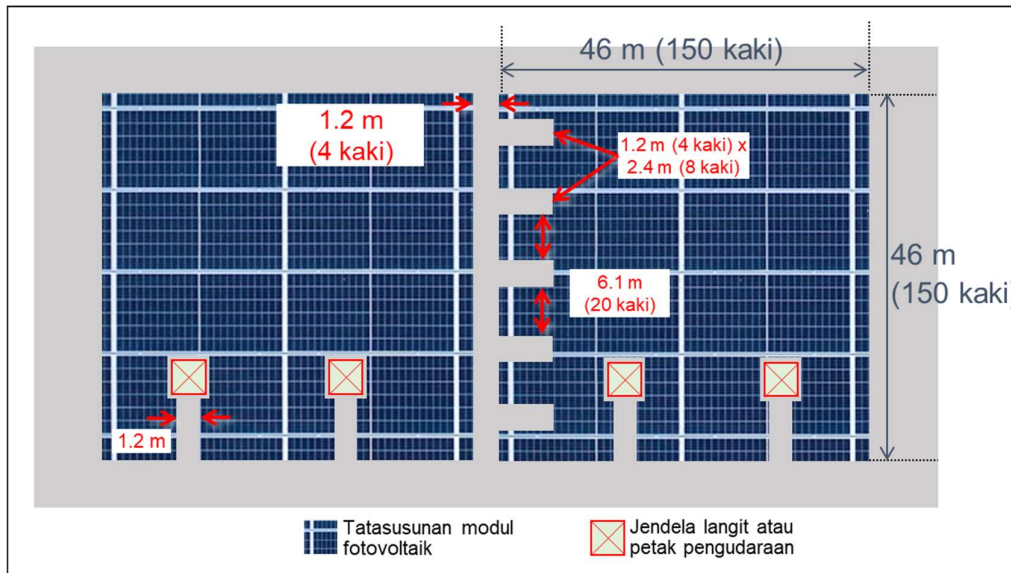 46 m (150 kaki)
1.2 m
(4 kaki)
1.2 m (4 kaki) x
2.4 m (8 kaki)
46 m
(150 kaki)
6.1 m
(20 kaki)
1.2 m
Tatasusunan modul
fotovoltaik
Jendela langit atau
petak pengudaraan